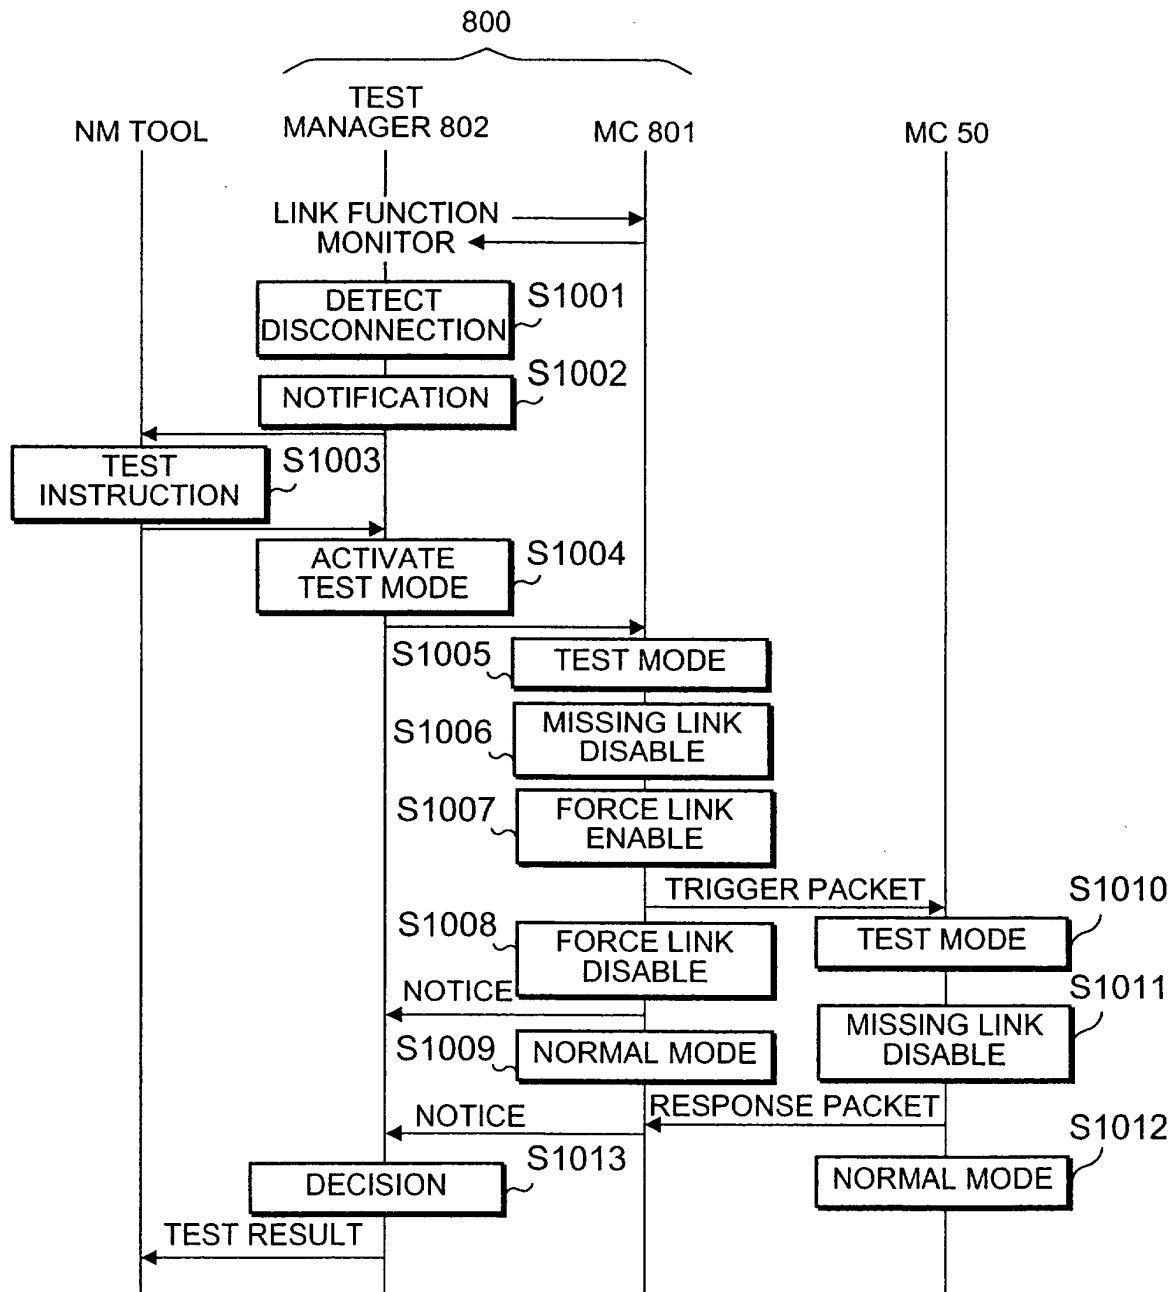 800
TEST
MANAGER 802
NM TOOL
MC 801
MC 50
LINK FUNCTION
MONITOR
DETECT
DISCONNECTION
S1001
NOTIFICATION
S1002
TEST
INSTRUCTION
S1003
ACTIVATE
TEST MODE
S1004
S1005
TEST MODE
S1006
MISSING LINK
DISABLE
S1007
FORCE LINK
ENABLE
TRIGGER PACKET
S1010
TEST MODE
S1008
FORCE LINK
DISABLE
NOTICE
S1011
MISSING LINK
DISABLE
S1009
NORMAL MODE
RESPONSE PACKET
NOTICE
S1012
NORMAL MODE
S1013
DECISION
TEST RESULT